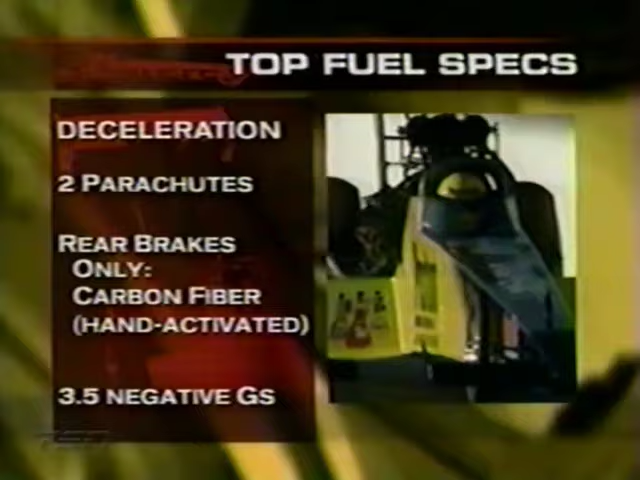 TOP FUEL SPECS
DECELERATION
2 PARACHUTES
REAR BRAKES
ONLY:
CARBON FIBER
(HAND-ACTIVATED)
3.5 NEGATIVE GS